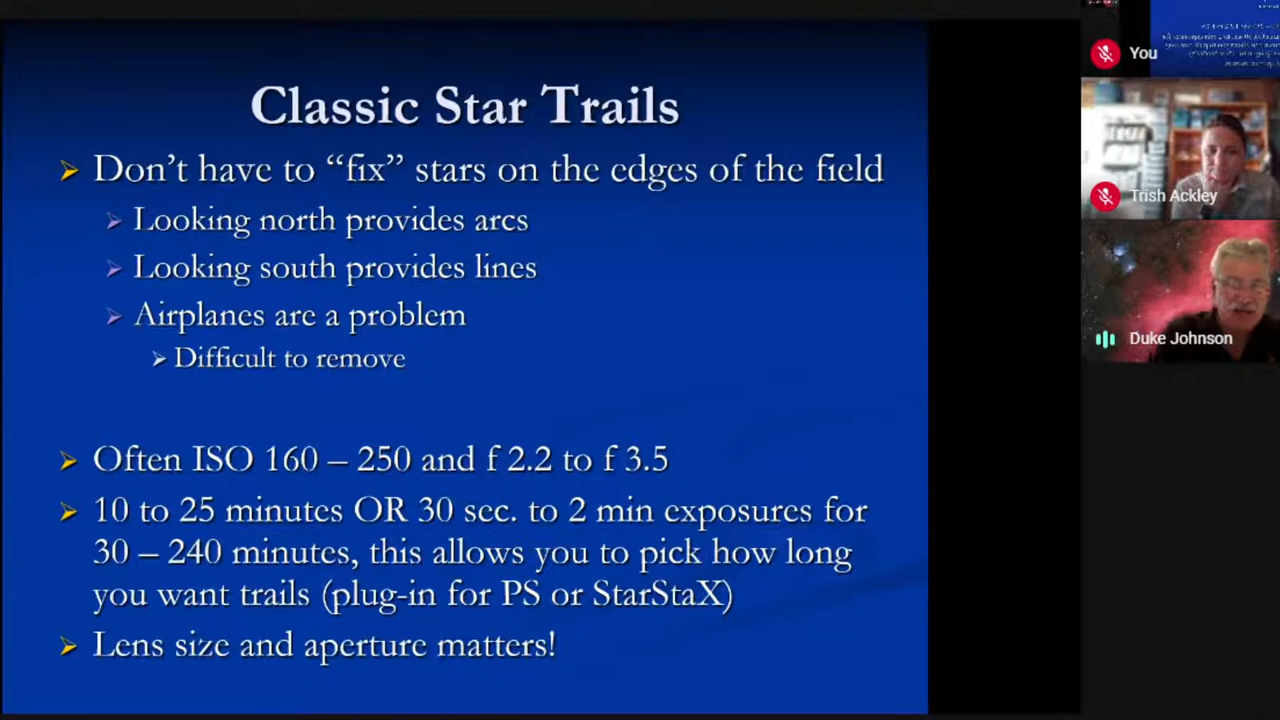 Classic Star Trails
Don't have to “fix” stars on the edges of the field
Looking north provides arcs
Looking south provides lines
Airplanes are a problem
Difficult to remove
Often ISO 160 – 250 and f 2.2 to f 3.5
10 to 25 minutes OR 30 sec. to 2 min exposures for
30 – 240 minutes, this allows you to pick how long
you want trails (plug-in for PS or StarStaX)
Lens size and aperture matters!
You
Trish Ackley
Duke Johnson